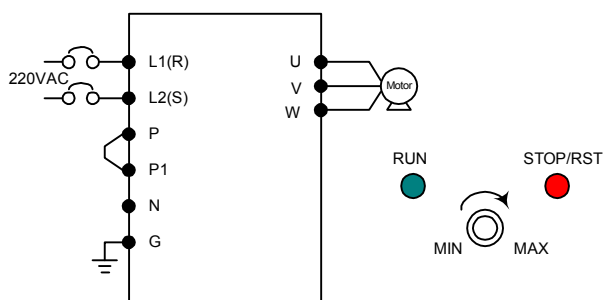 L1(R)
220VAC
L2(S)
P
P1
N
G
U
V
W
Motor
RUN
STOP/RST
MIN
MAX